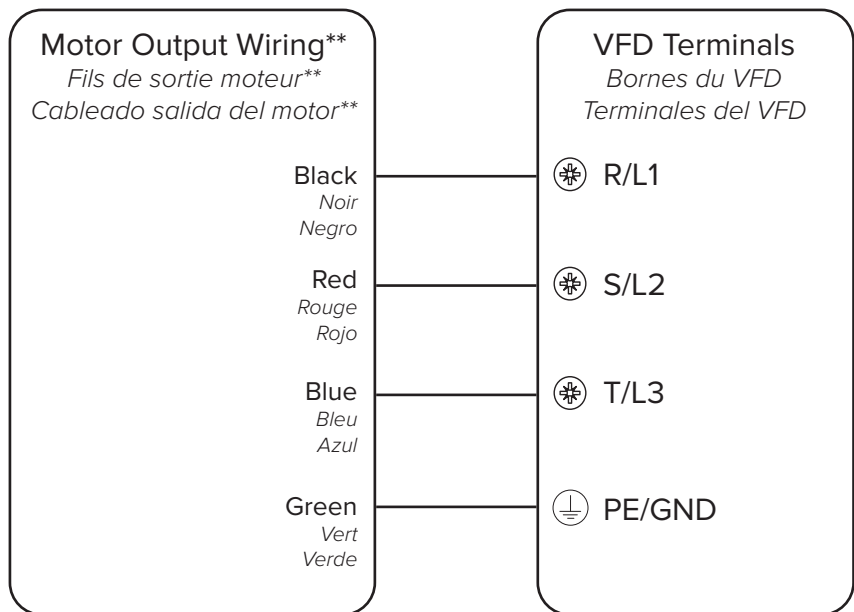 Motor Output Wiring**
Fils de sortie moteur**
Cableado salida del motor**
Black
Noir
Negro
Red
Rouge
Rojo
Blue
Bleu
Azul
Green
Vert
Verde
VFD Terminals
Bornes du VFD
Terminales del VFD
R/L1
S/L2
T/L3
PE/GND